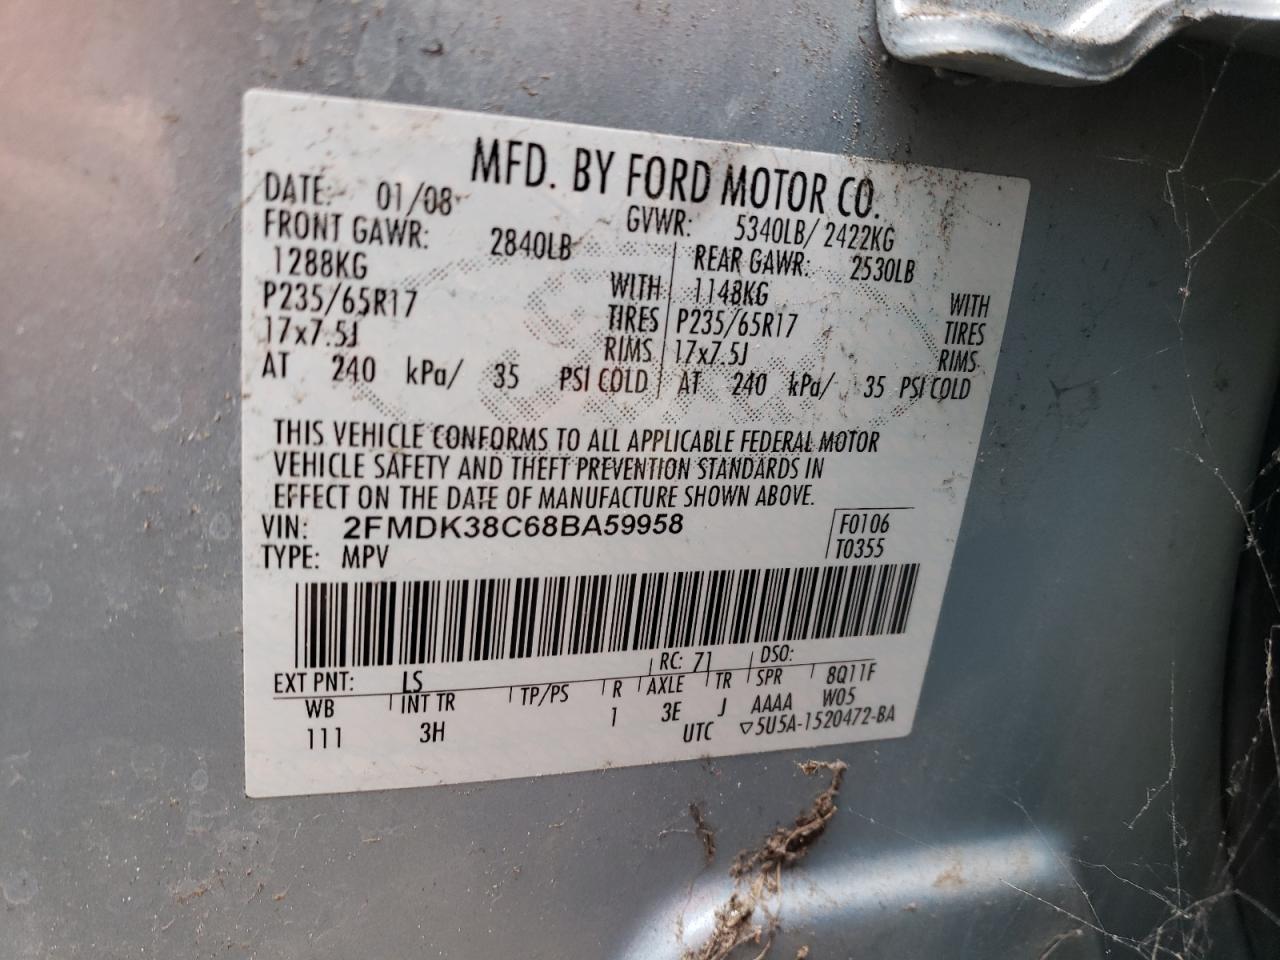 MFD. BY FORD MOTOR CO.
DATE: 01/08 GVWR: 5340LB/ 2422KG
FRONT GAWR: 2840LB REAR GAWR: 2530LB
1288KG WITH 1148KG WITH
P235/65R17 TIRES P235/65R17 TIRES
17x7.5J RIMS 17x7.5J RIMS
AT 240 kPa/ 35 PSI COLD AT 240 kPa/ 35 PSI COLD
THIS VEHICLE CONFORMS TO ALL APPLICABLE FEDERAL MOTOR
VEHICLE SAFETY AND THEFT PREVENTION STANDARDS IN
EFFECT ON THE DATE OF MANUFACTURE SHOWN ABOVE.
VIN: 2FMDK38C68BA59958 F0106
TYPE: MPV T0355
EXT PNT: LS RC: 71 DSO:
WB INT TR TP/PS R AXLE TR SPR 8Q11F
111 3H 1 3E J AAAA W05
UTC ▽5U5A-1520472-BA